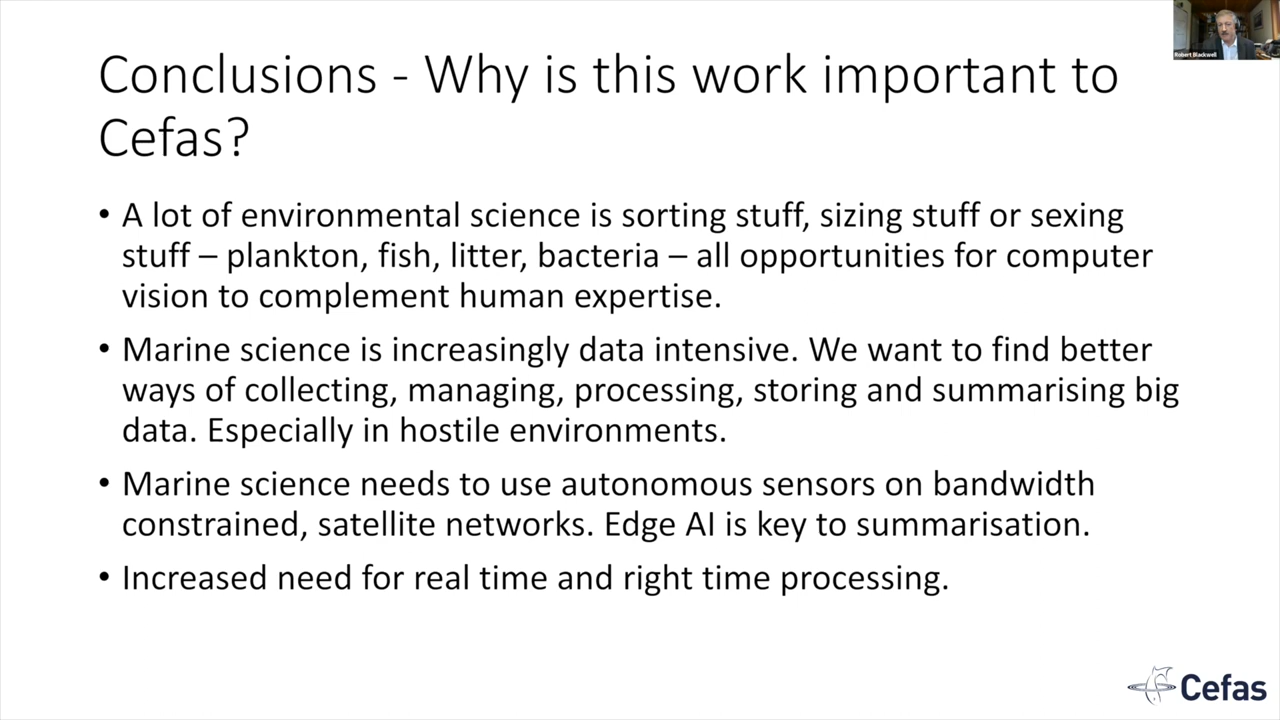 Robert Blackwell
Conclusions - Why is this work important to
Cefas?
• A lot of environmental science is sorting stuff, sizing stuff or sexing
stuff – plankton, fish, litter, bacteria – all opportunities for computer
vision to complement human expertise.
• Marine science is increasingly data intensive. We want to find better
ways of collecting, managing, processing, storing and summarising big
data. Especially in hostile environments.
• Marine science needs to use autonomous sensors on bandwidth
constrained, satellite networks. Edge AI is key to summarisation.
• Increased need for real time and right time processing.
Cefas